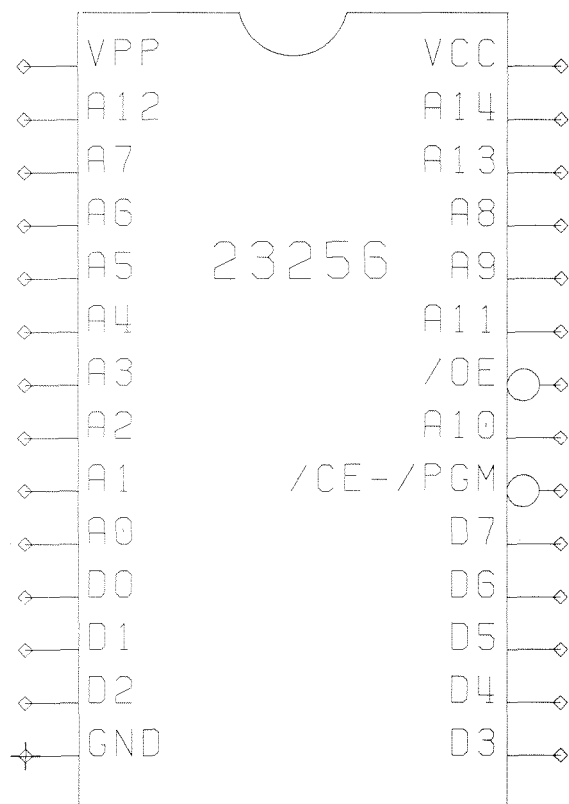 VPP VCC
A12 A14
A7 A13
A6 A8
23256
A5 A9
A4 A11
A3 /OE
A2 A10
A1 /CE-/PGM
A0 D7
D0 D6
D1 D5
D2 D4
GND D3